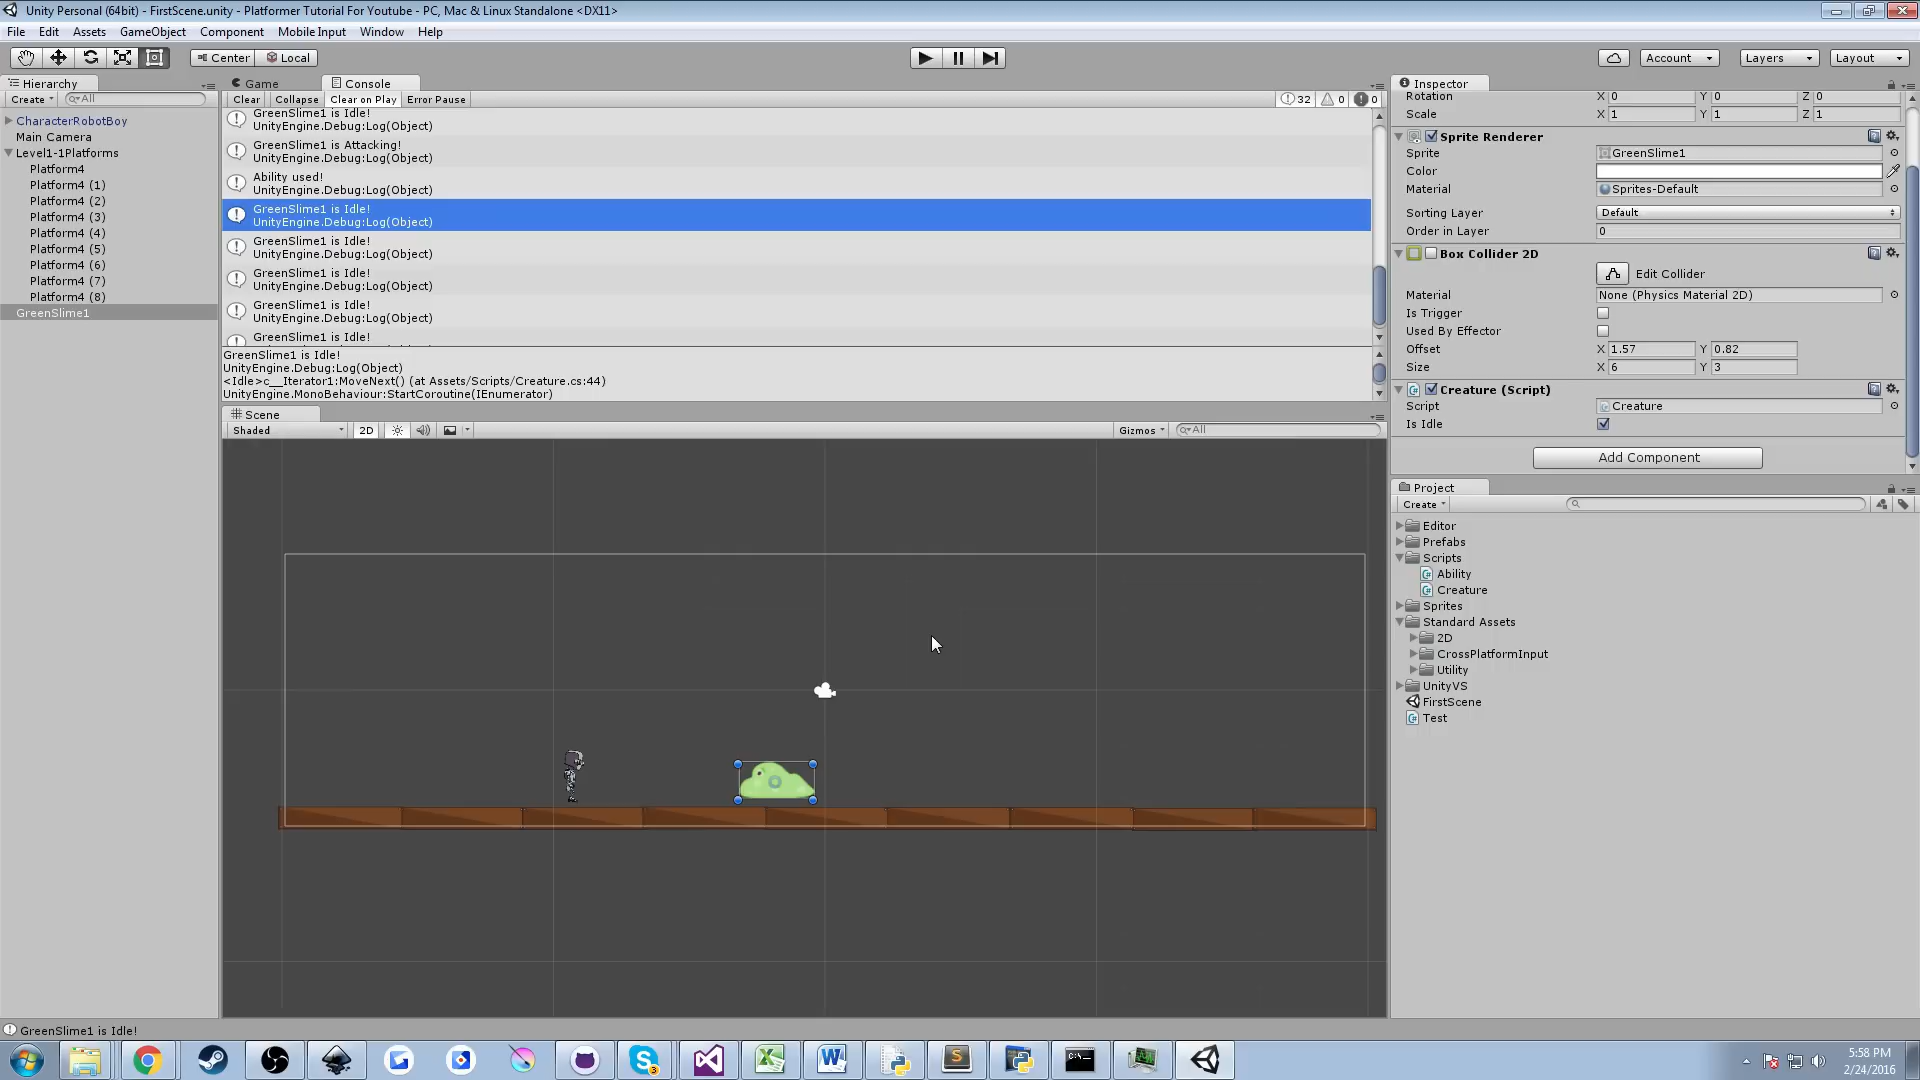 Unity Personal (64bit) - FirstScene.unity - Platformer Tutorial For Youtube - PC, Mac & Linux Standalone <DX11>
File Edit Assets GameObject Component Mobile Input Window Help
Center Local Account Layers Layout
Hierarchy
Create All
CharacterRobotBoy
Main Camera
Level1-1Platforms
Platform4
Platform4 (1)
Platform4 (2)
Platform4 (3)
Platform4 (4)
Platform4 (5)
Platform4 (6)
Platform4 (7)
Platform4 (8)
GreenSlime1
Game Console
Clear Collapse Clear on Play Error Pause 32 0 0
GreenSlime1 is Idle!
UnityEngine.Debug:Log(Object)
GreenSlime1 is Attacking!
UnityEngine.Debug:Log(Object)
Ability used!
UnityEngine.Debug:Log(Object)
GreenSlime1 is Idle!
UnityEngine.Debug:Log(Object)
GreenSlime1 is Idle!
UnityEngine.Debug:Log(Object)
GreenSlime1 is Idle!
UnityEngine.Debug:Log(Object)
GreenSlime1 is Idle!
UnityEngine.Debug:Log(Object)
GreenSlime1 is Idle!
GreenSlime1 is Idle!
UnityEngine.Debug:Log(Object)
<Idle>c__Iterator1:MoveNext() (at Assets/Scripts/Creature.cs:44)
UnityEngine.MonoBehaviour:StartCoroutine(IEnumerator)
Scene
Shaded 2D Gizmos All
Inspector
Rotation X 0 Y 0 Z 0
Scale X 1 Y 1 Z 1
Sprite Renderer
Sprite GreenSlime1
Color
Material Sprites-Default
Sorting Layer Default
Order in Layer 0
Box Collider 2D
Edit Collider
Material None (Physics Material 2D)
Is Trigger
Used By Effector
Offset X 1.57 Y 0.82
Size X 6 Y 3
Creature (Script)
Script Creature
Is Idle
Add Component
Project
Create
Editor
Prefabs
Scripts
Ability
Creature
Sprites
Standard Assets
2D
CrossPlatformInput
Utility
UnityVS
FirstScene
Test
GreenSlime1 is Idle!
5:58 PM
2/24/2016